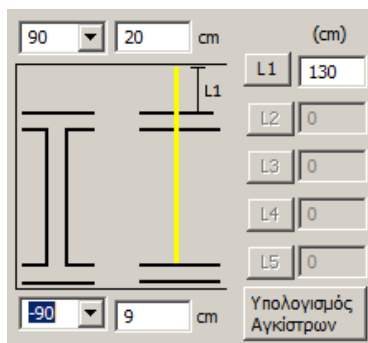 90 20 cm (cm)
L1 130
L1
L2 0
L3 0
L4 0
L5 0
-90 9 cm
Υπολογισμός
Αγκίστρων